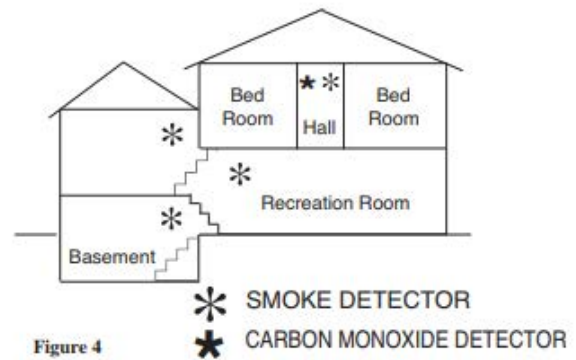 Bed
Room
Hall
Bed
Room
Recreation Room
Basement
SMOKE DETECTOR
CARBON MONOXIDE DETECTOR
Figure 4